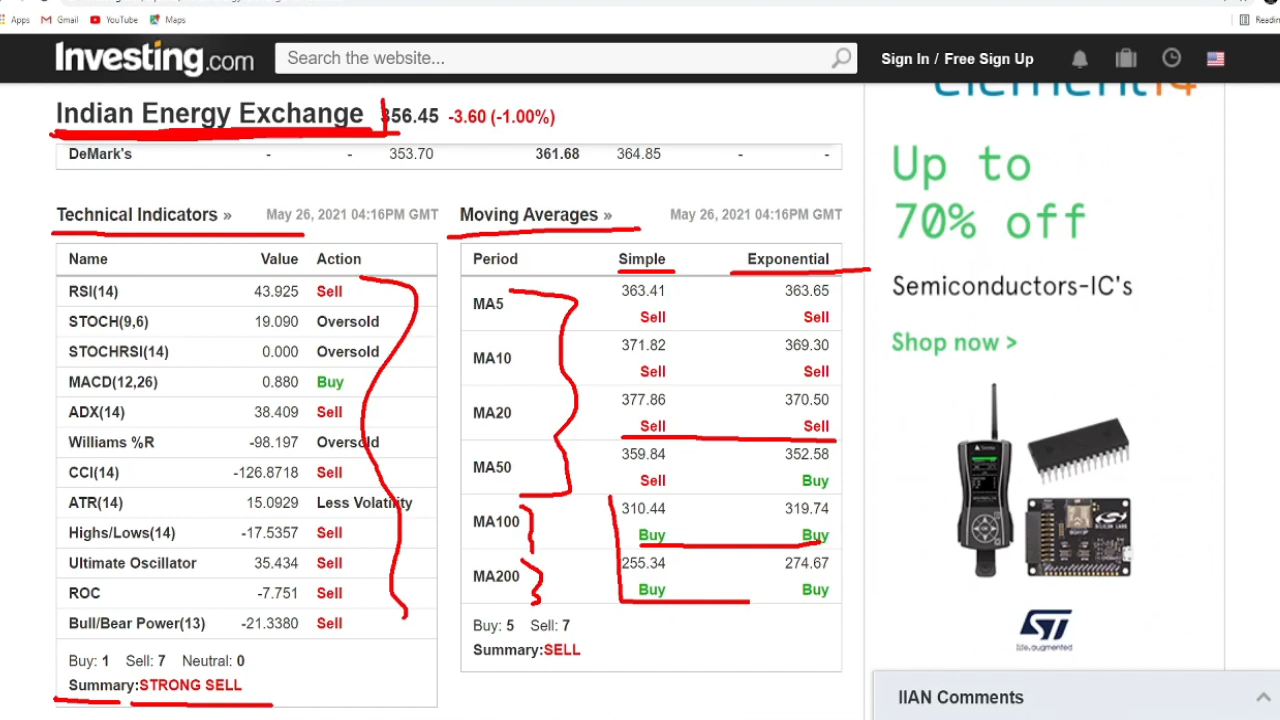 Apps Gmail YouTube Maps
Investing.com Search the website... Sign In / Free Sign Up
Indian Energy Exchange 356.45 -3.60 (-1.00%)
DeMark's - - 353.70 361.68 364.85 - -
Technical Indicators » May 26, 2021 04:16PM GMT
Name Value Action
RSI(14) 43.925 Sell
STOCH(9,6) 19.090 Oversold
STOCHRSI(14) 0.000 Oversold
MACD(12,26) 0.880 Buy
ADX(14) 38.409 Sell
Williams %R -98.197 Oversold
CCI(14) -126.8718 Sell
ATR(14) 15.0929 Less Volatility
Highs/Lows(14) -17.5357 Sell
Ultimate Oscillator 35.434 Sell
ROC -7.751 Sell
Bull/Bear Power(13) -21.3380 Sell
Buy: 1 Sell: 7 Neutral: 0
Summary:STRONG SELL
Moving Averages » May 26, 2021 04:16PM GMT
Period Simple Exponential
MA5 363.41 363.65
Sell Sell
MA10 371.82 369.30
Sell Sell
MA20 377.86 370.50
Sell Sell
MA50 359.84 352.58
Sell Buy
MA100 310.44 319.74
Buy Buy
MA200 255.34 274.67
Buy Buy
Buy: 5 Sell: 7
Summary:SELL
element14
Up to
70% off
Semiconductors-IC's
Shop now >
SILICON LABS
ST
life.augmented
IIAN Comments